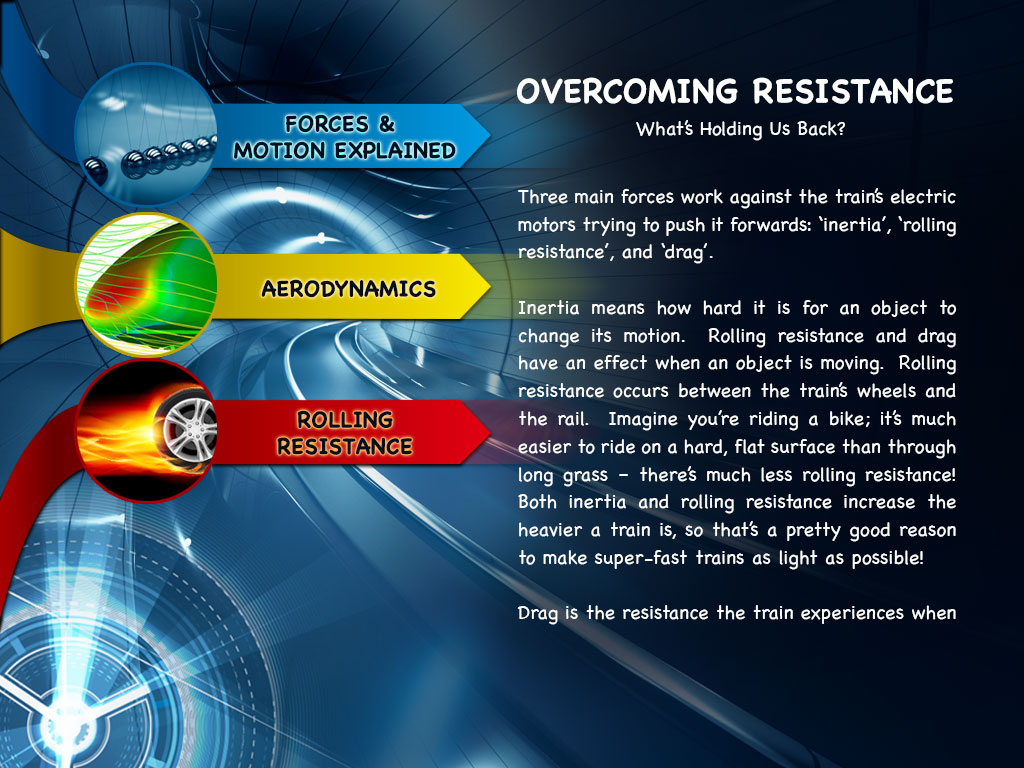 FORCES &
MOTION EXPLAINED
AERODYNAMICS
ROLLING
RESISTANCE
OVERCOMING RESISTANCE
What's Holding Us Back?
Three main forces work against the train's electric
motors trying to push it forwards: 'inertia', 'rolling
resistance', and 'drag'.
Inertia means how hard it is for an object to
change its motion. Rolling resistance and drag
have an effect when an object is moving. Rolling
resistance occurs between the train's wheels and
the rail. Imagine you're riding a bike; it's much
easier to ride on a hard, flat surface than through
long grass – there's much less rolling resistance!
Both inertia and rolling resistance increase the
heavier a train is, so that's a pretty good reason
to make super-fast trains as light as possible!
Drag is the resistance the train experiences when